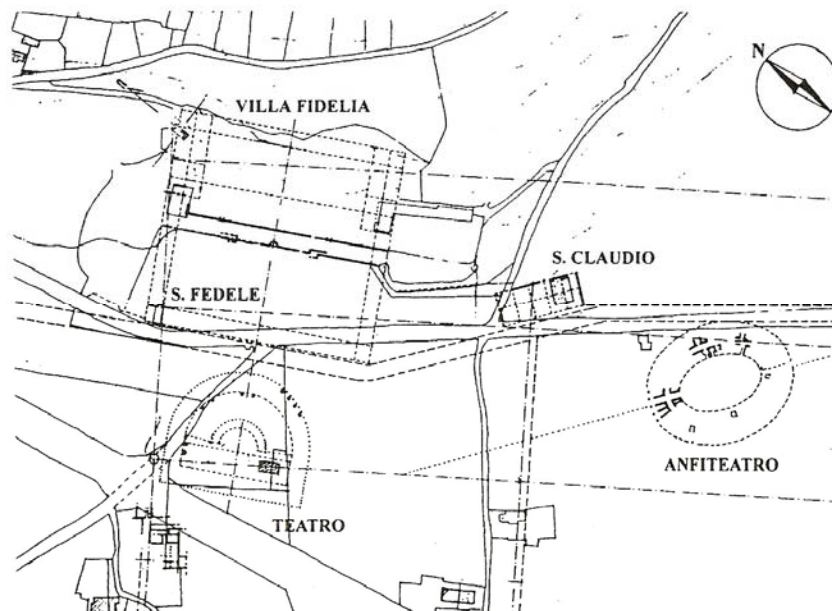 N
VILLA FIDELIA
S. CLAUDIO
S. FEDELE
ANFITEATRO
TEATRO